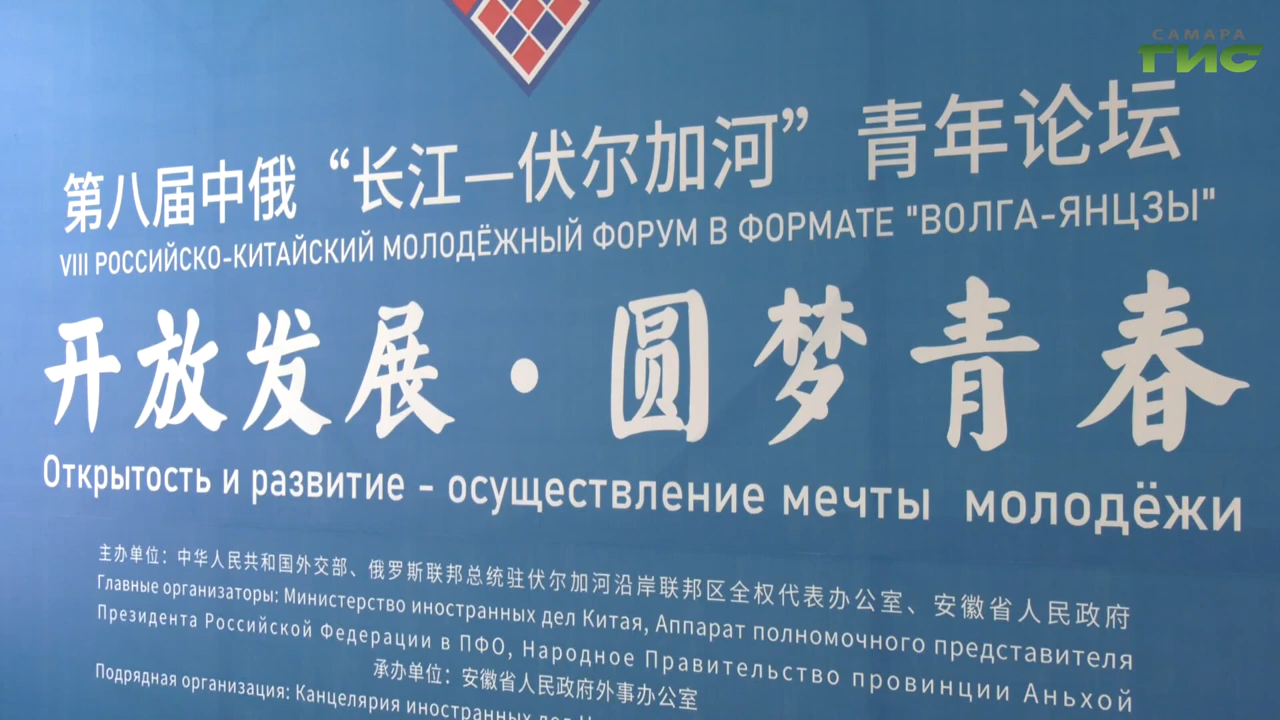 САМАРА
ГИС
第八届中俄“长江—伏尔加河”青年论坛
VIII РОССИЙСКО-КИТАЙСКИЙ МОЛОДЁЖНЫЙ ФОРУМ В ФОРМАТЕ "ВОЛГА-ЯНЦЗЫ"
开放发展·圆梦青春
Открытость и развитие - осуществление мечты молодёжи
主办单位：中华人民共和国外交部、俄罗斯联邦总统驻伏尔加河沿岸联邦区全权代表办公室、安徽省人民政府
Главные организаторы: Министерство иностранных дел Китая, Аппарат полномочного представителя
Президента Российской Федерации в ПФО, Народное Правительство провинции Аньхой
承办单位：安徽省人民政府外事办公室
Подрядная организация: Канцелярия иностранных дел